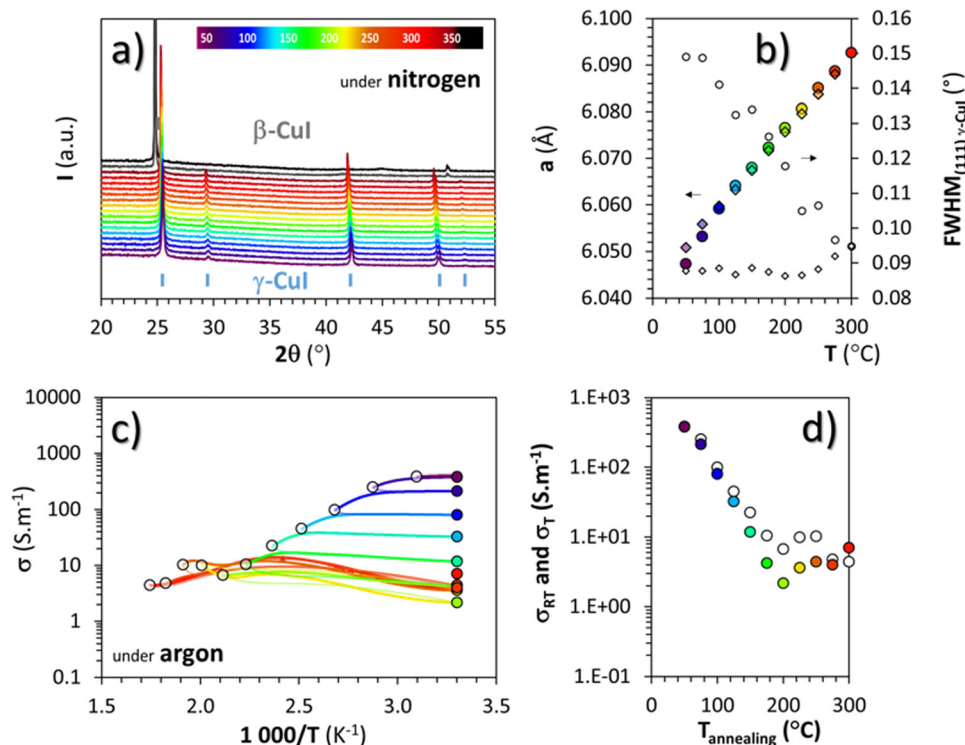 a)
50 100 150 200 250 300 350
under nitrogen
β-CuI
γ-CuI
I (a.u.)
20 25 30 35 40 45 50 55
2θ (°)
b)
6.100
6.090
6.080
6.070
6.060
6.050
6.040
a (Å)
0.16
0.15
0.14
0.13
0.12
0.11
0.10
0.09
0.08
FWHM(111) γ-CuI (°)
0 100 200 300
T (°C)
c)
10000
1000
100
10
1
0.1
σ (S.m-1)
under argon
1.5 2.0 2.5 3.0 3.5
1 000/T (K-1)
d)
1.E+03
1.E+02
1.E+01
1.E+00
1.E-01
σRT and σT (S.m-1)
0 100 200 300
Tannealing (°C)